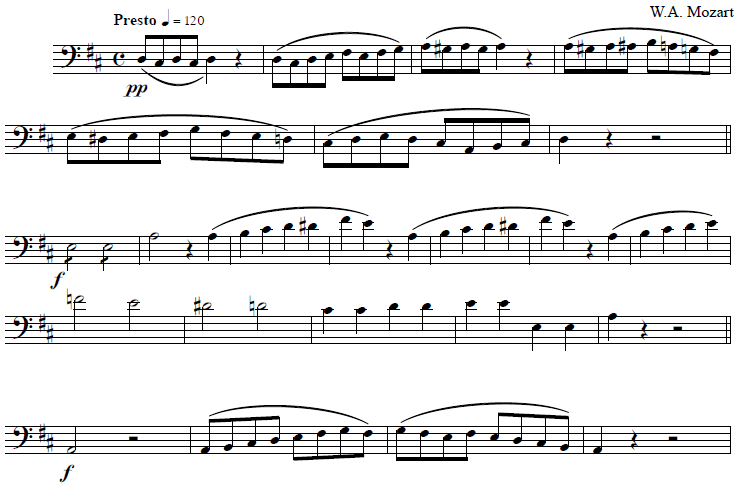 W.A. Mozart
Presto ♩ = 120
pp
f
f